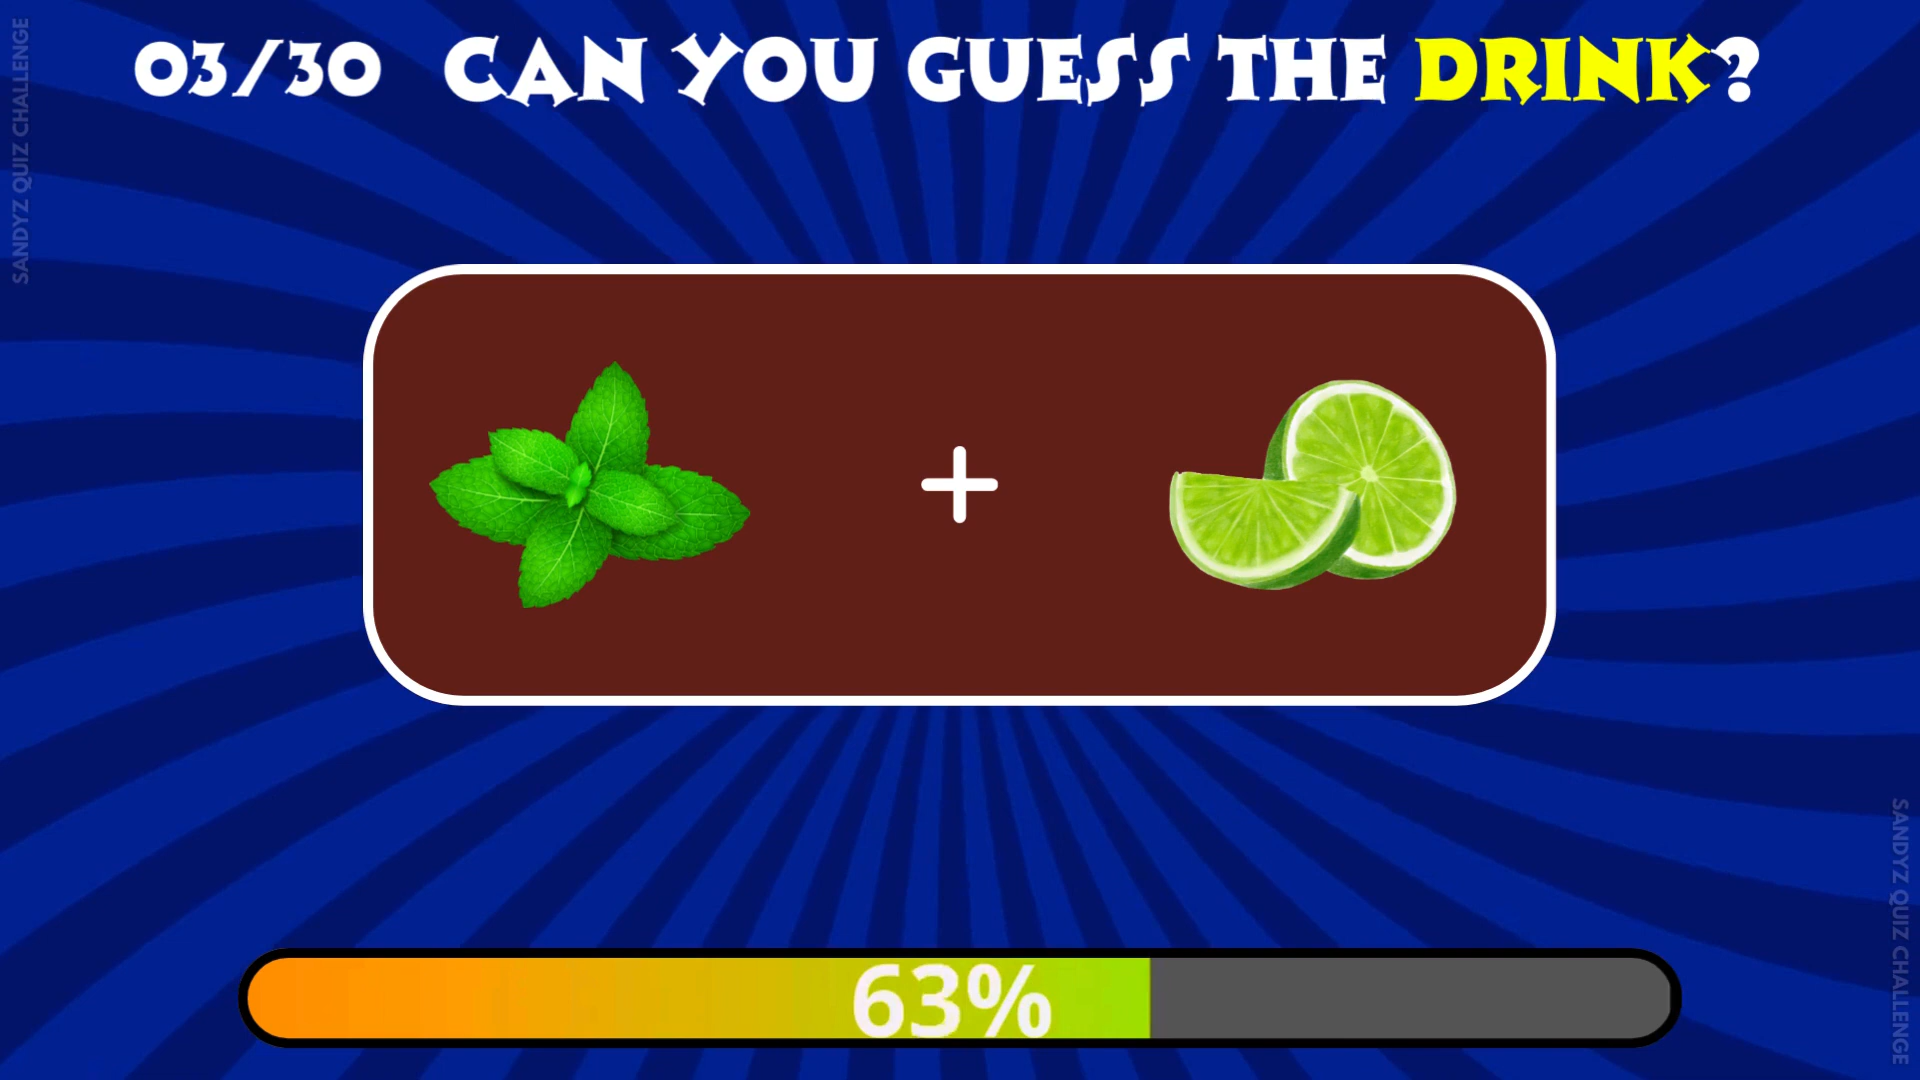 03/30 CAN YOU GUESS THE DRINK?
SANDYZ QUIZ CHALLENGE
63%
SANDYZ QUIZ CHALLENGE